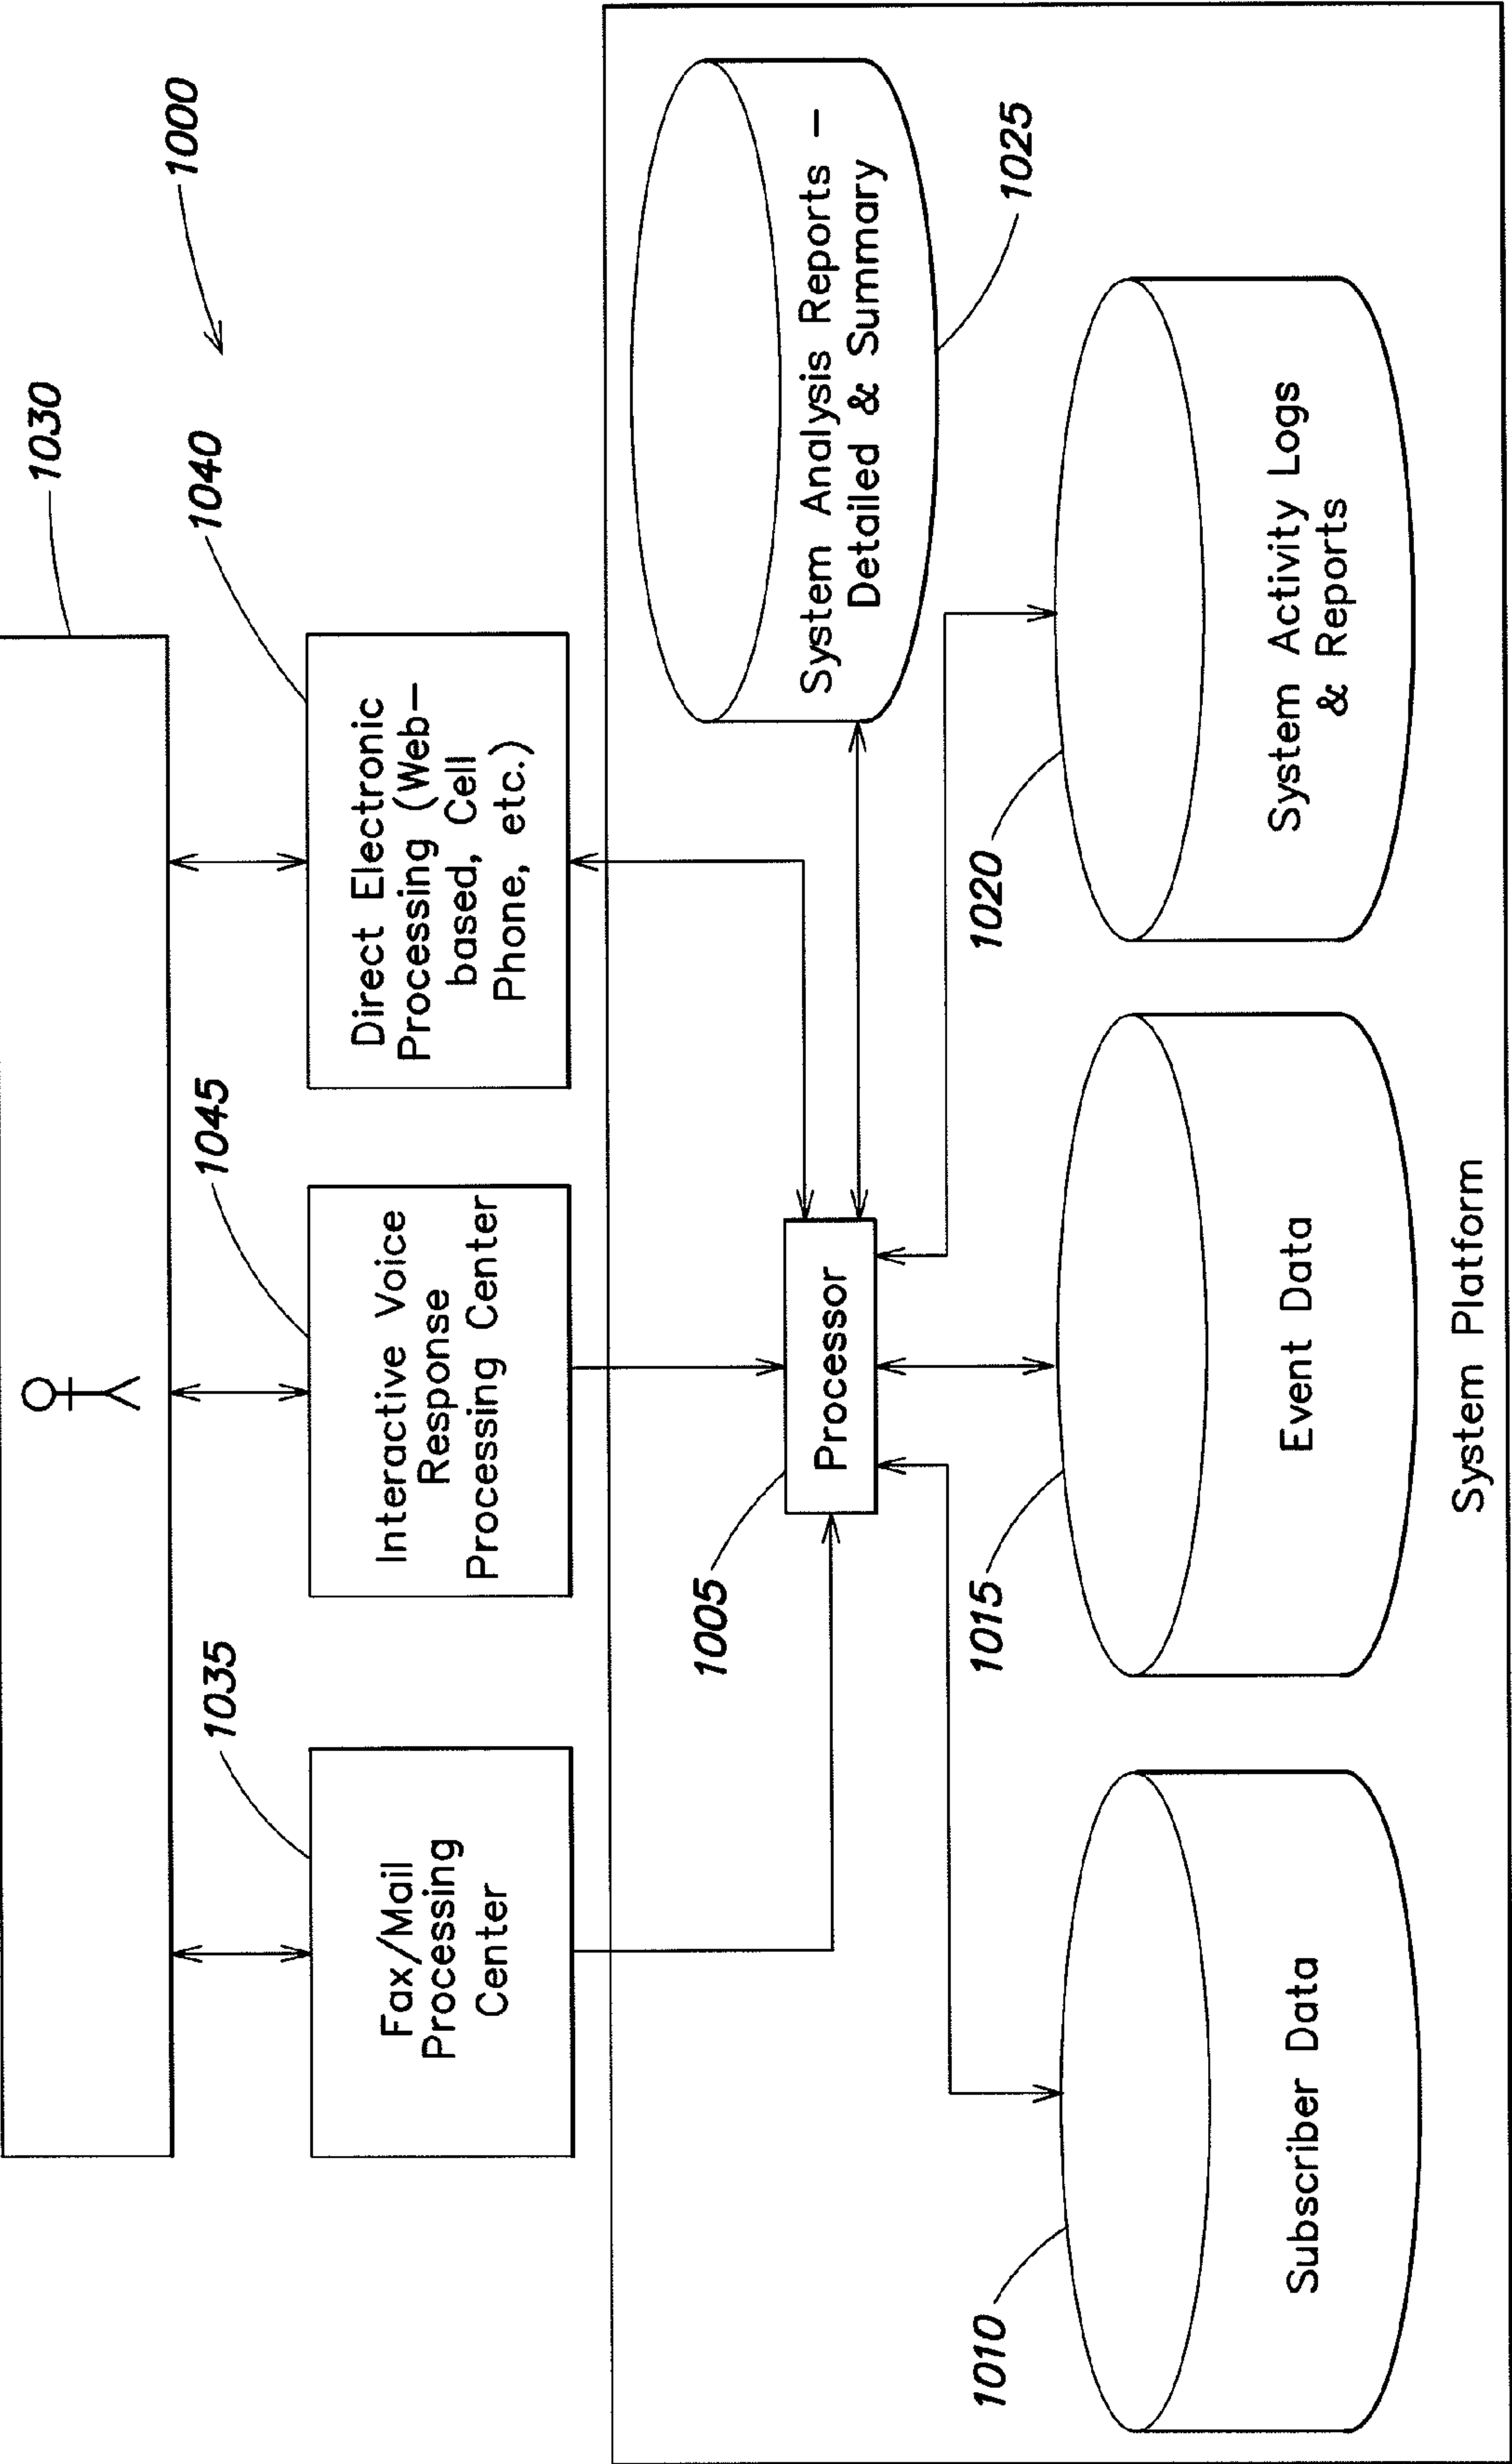 1030
1000
1040
1045
1035
Fax/Mail
Processing
Center
Interactive Voice
Response
Processing Center
Direct Electronic
Processing (Web–
based, Cell
Phone, etc.)
System Analysis Reports –
Detailed & Summary
1025
1005
Processor
1010
1015
1020
Subscriber Data
Event Data
System Activity Logs
& Reports
System Platform